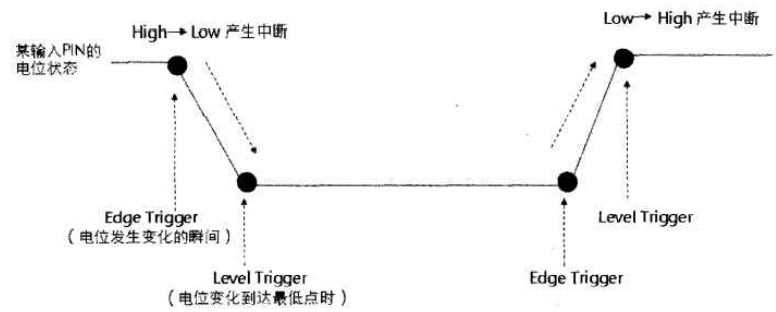 High→Low 产生中断
Low→High 产生中断
某输入PIN的
电位状态
Edge Trigger
（电位发生变化的瞬间）
Level Trigger
Level Trigger
（电位变化到达最低点时）
Edge Trigger